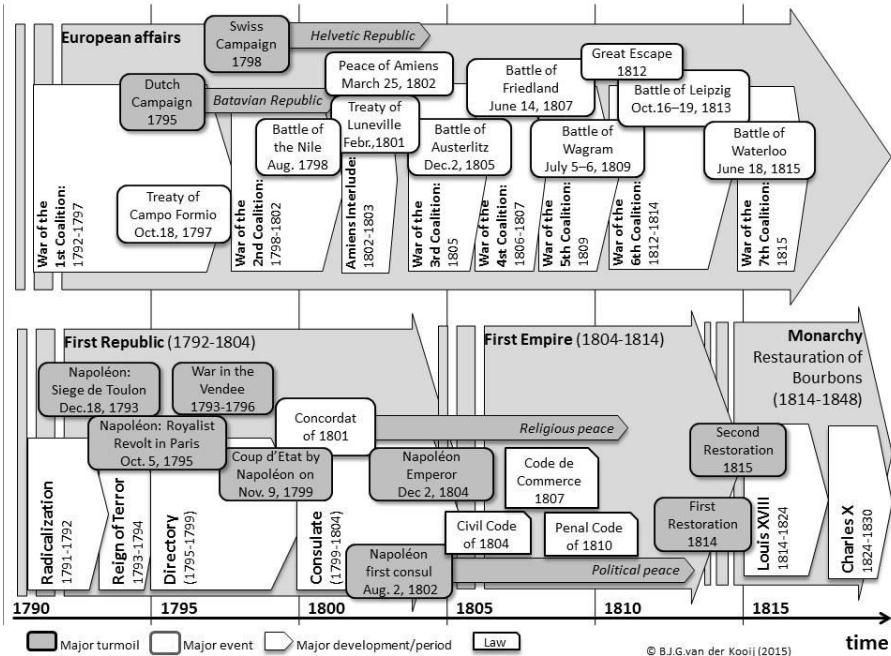 European affairs
Swiss
Campaign
1798
Helvetic Republic
Dutch
Campaign
1795
Batavian Republic
Peace of Amiens
March 25, 1802
Treaty of
Luneville
Febr.,1801
Battle of
the Nile
Aug. 1798
Treaty of
Campo Formio
Oct.18, 1797
Battle of
Friedland
June 14, 1807
Battle of
Austerlitz
Dec.2, 1805
Great Escape
1812
Battle of Leipzig
Oct.16–19, 1813
Battle of
Wagram
July 5–6, 1809
Battle of
Waterloo
June 18, 1815
War of the
1st Coalition:
1792-1797
War of the
2nd Coalition:
1798-1802
Amiens Interlude:
1802-1803
War of the
3rd Coalition:
1805
War of the
4st Coalition:
1806-1807
War of the
5th Coalition:
1809
War of the
6th Coalition:
1812-1814
War of the
7th Coalition:
1815
First Republic (1792-1804)
First Empire (1804-1814)
Monarchy
Restauration of
Bourbons
(1814-1848)
Napoléon:
Siege de Toulon
Dec.18, 1793
War in the
Vendee
1793-1796
Napoléon: Royalist
Revolt in Paris
Oct. 5, 1795
Concordat
of 1801
Religious peace
Coup d’Etat by
Napoléon on
Nov. 9, 1799
Napoléon
Emperor
Dec 2, 1804
Code de
Commerce
1807
Second
Restoration
1815
Civil Code
of 1804
Penal Code
of 1810
First
Restoration
1814
Napoléon
first consul
Aug. 2, 1802
Political peace
Radicalization
1791-1792
Reign of Terror
1793-1794
Directory
(1795-1799)
Consulate
(1799-1804)
Louis XVIII
1814-1824
Charles X
1824-1830
1790 1795 1800 1805 1810 1815
time
Major turmoil Major event Major development/period Law
© B.J.G.van der Kooij (2015)